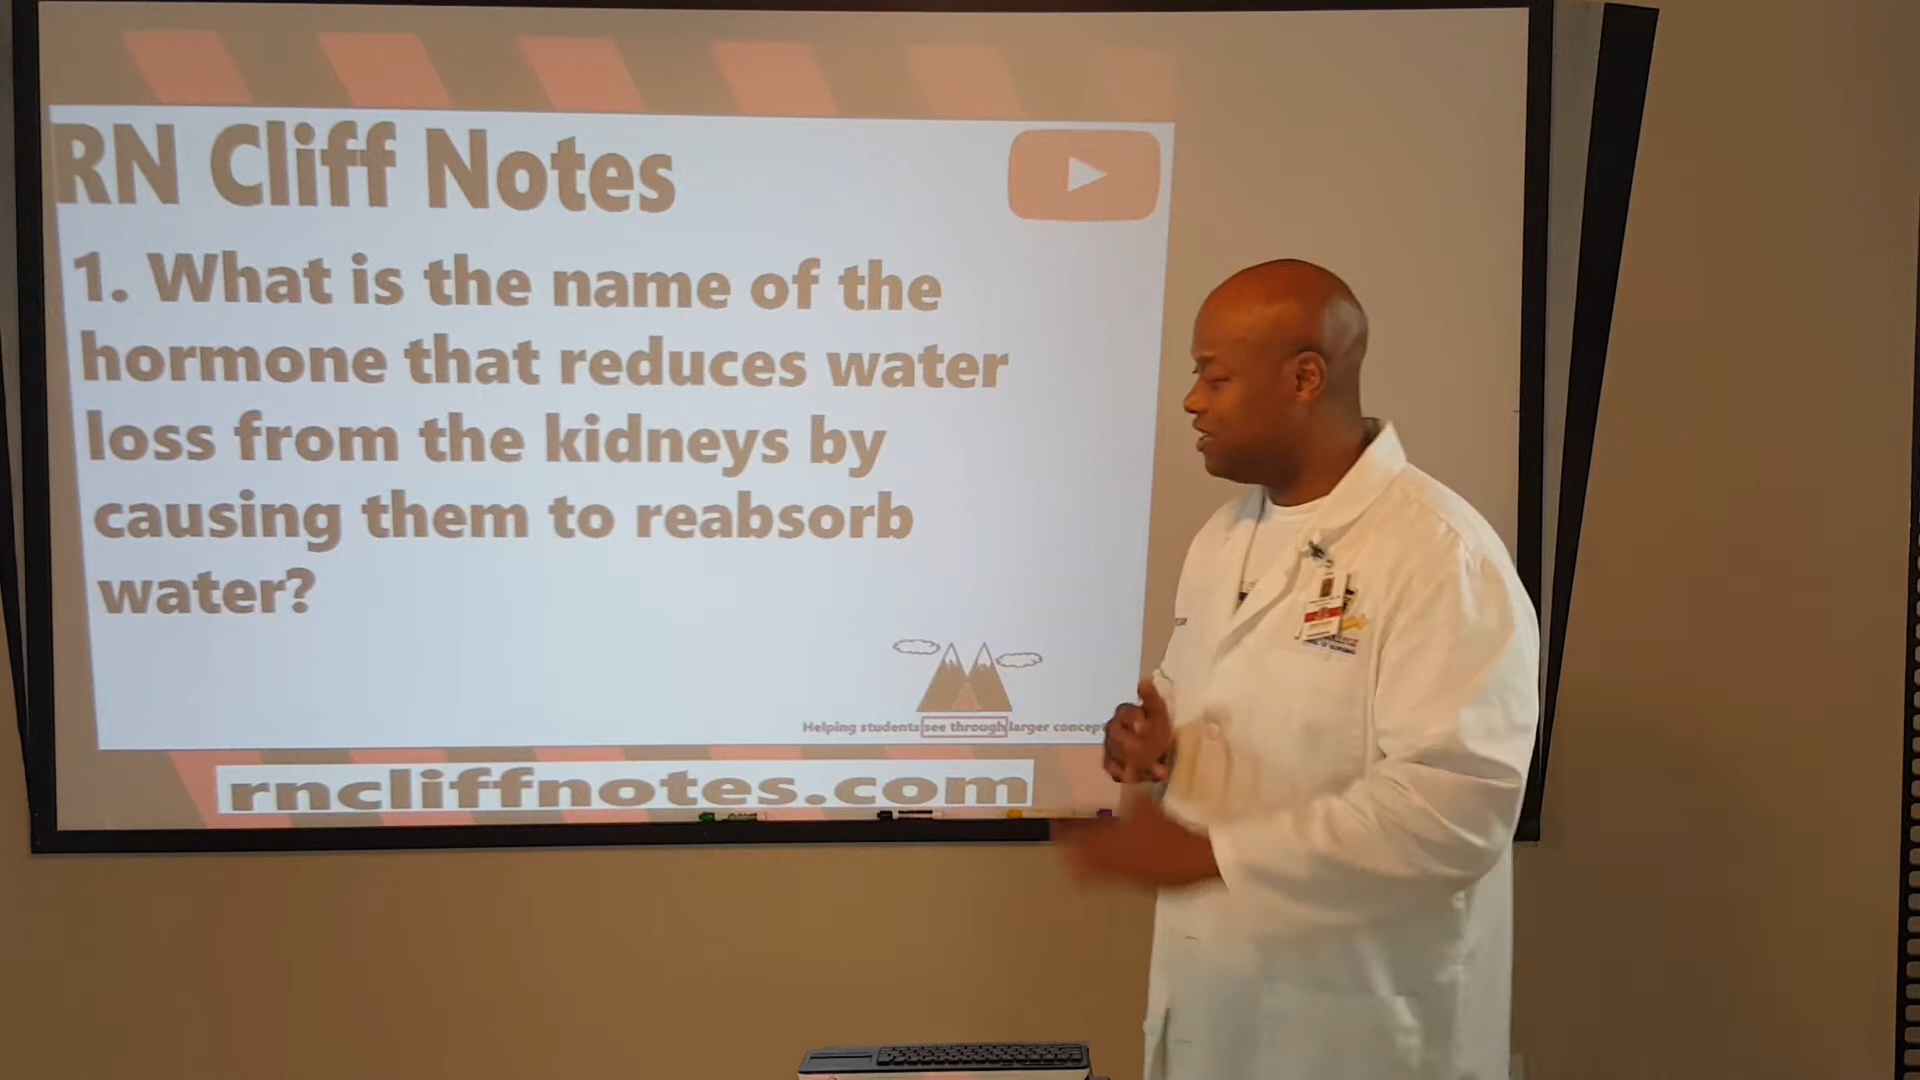 RN Cliff Notes
1. What is the name of the
hormone that reduces water
loss from the kidneys by
causing them to reabsorb
water?
Helping students see through larger concep
rncliffnotes.com